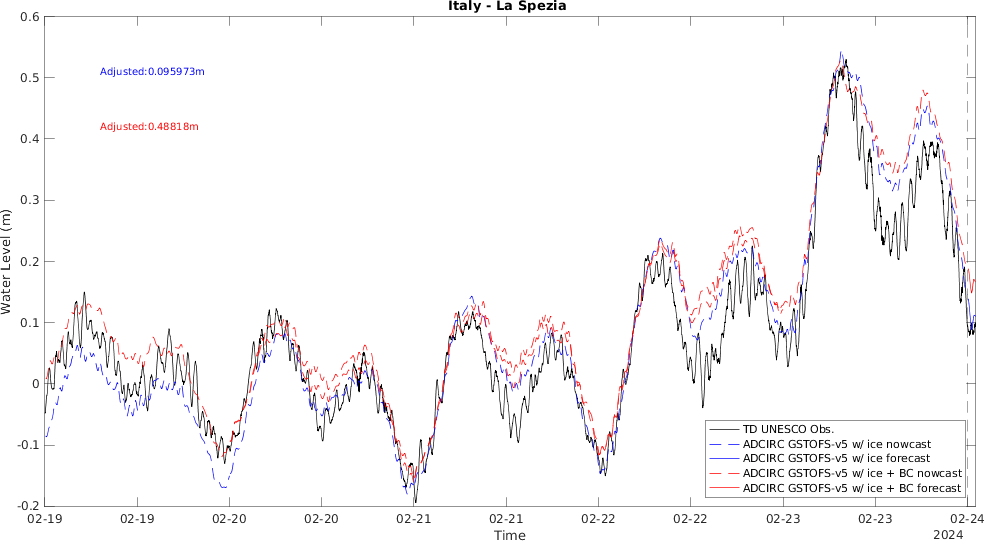 Italy - La Spezia
0.6
0.5
0.4
0.3
0.2
0.1
0
-0.1
-0.2
Water Level (m)
Adjusted:0.095973m
Adjusted:0.48818m
TD UNESCO Obs.
ADCIRC GSTOFS-v5 w/ ice nowcast
ADCIRC GSTOFS-v5 w/ ice forecast
ADCIRC GSTOFS-v5 w/ ice + BC nowcast
ADCIRC GSTOFS-v5 w/ ice + BC forecast
02-19 02-19 02-20 02-20 02-21 02-21 02-22 02-22 02-23 02-23 02-24
Time
2024